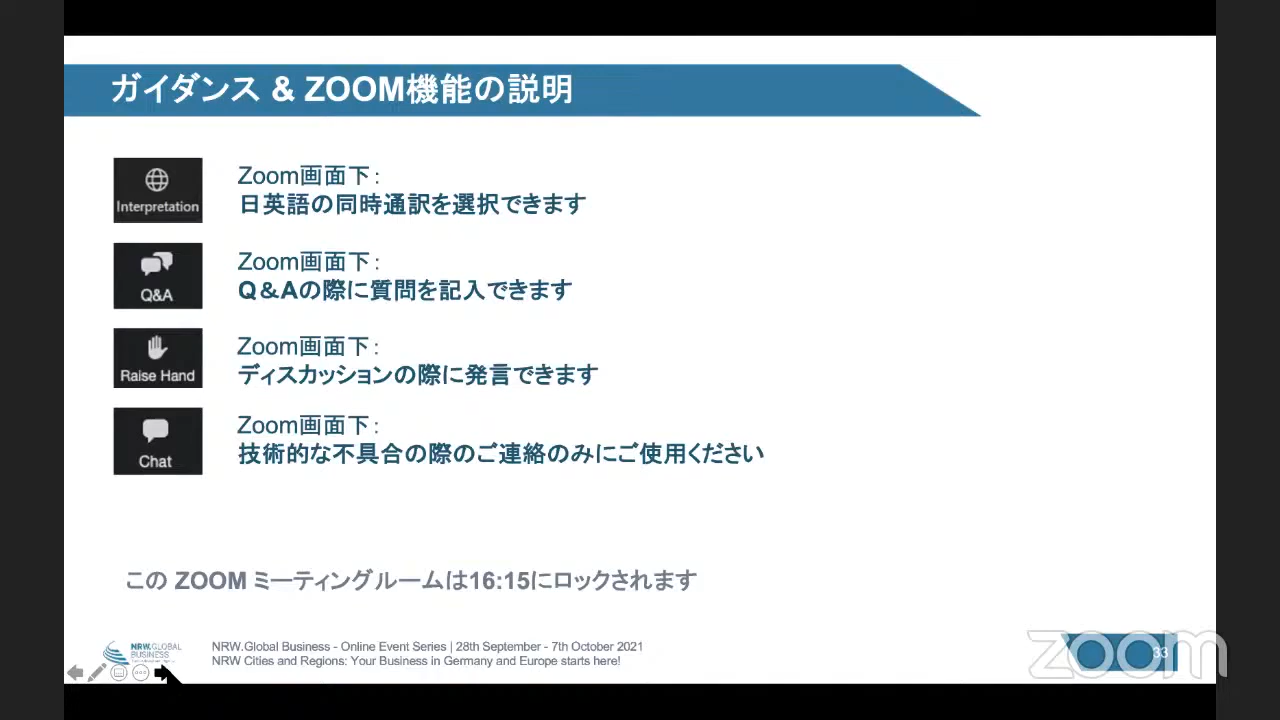 ガイダンス & ZOOM機能の説明
Interpretation
Zoom画面下：
日英語の同時通訳を選択できます
Q&A
Zoom画面下：
Q＆Aの際に質問を記入できます
Raise Hand
Zoom画面下：
ディスカッションの際に発言できます
Chat
Zoom画面下：
技術的な不具合の際のご連絡のみにご使用ください
この ZOOM ミーティングルームは16:15にロックされます
NRW.GLOBAL
BUSINESS
NRW.Global Business - Online Event Series | 28th September - 7th October 2021
NRW Cities and Regions: Your Business in Germany and Europe starts here!
33
zoom